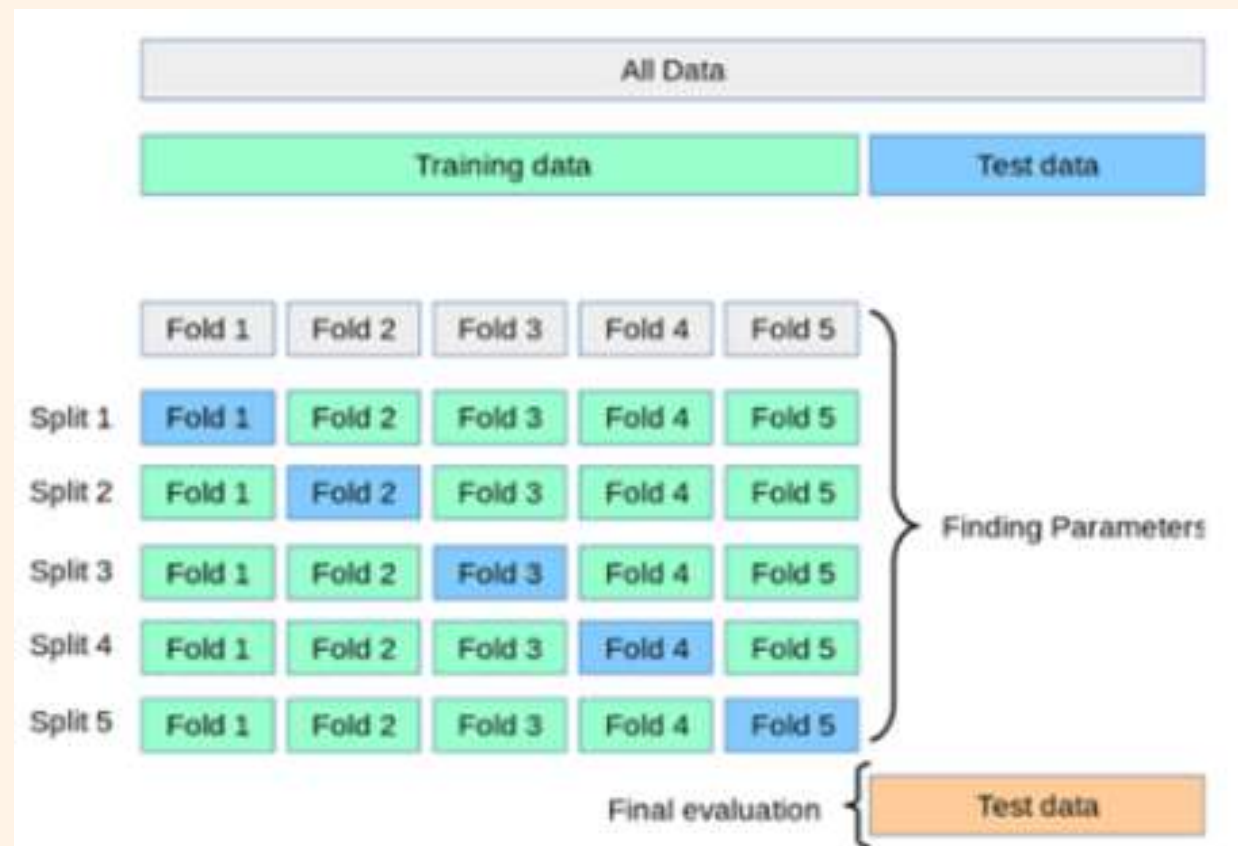 All Data
Training data Test data
Fold 1 Fold 2 Fold 3 Fold 4 Fold 5
Split 1 Fold 1 Fold 2 Fold 3 Fold 4 Fold 5
Split 2 Fold 1 Fold 2 Fold 3 Fold 4 Fold 5
Finding Parameters
Split 3 Fold 1 Fold 2 Fold 3 Fold 4 Fold 5
Split 4 Fold 1 Fold 2 Fold 3 Fold 4 Fold 5
Split 5 Fold 1 Fold 2 Fold 3 Fold 4 Fold 5
Final evaluation Test data